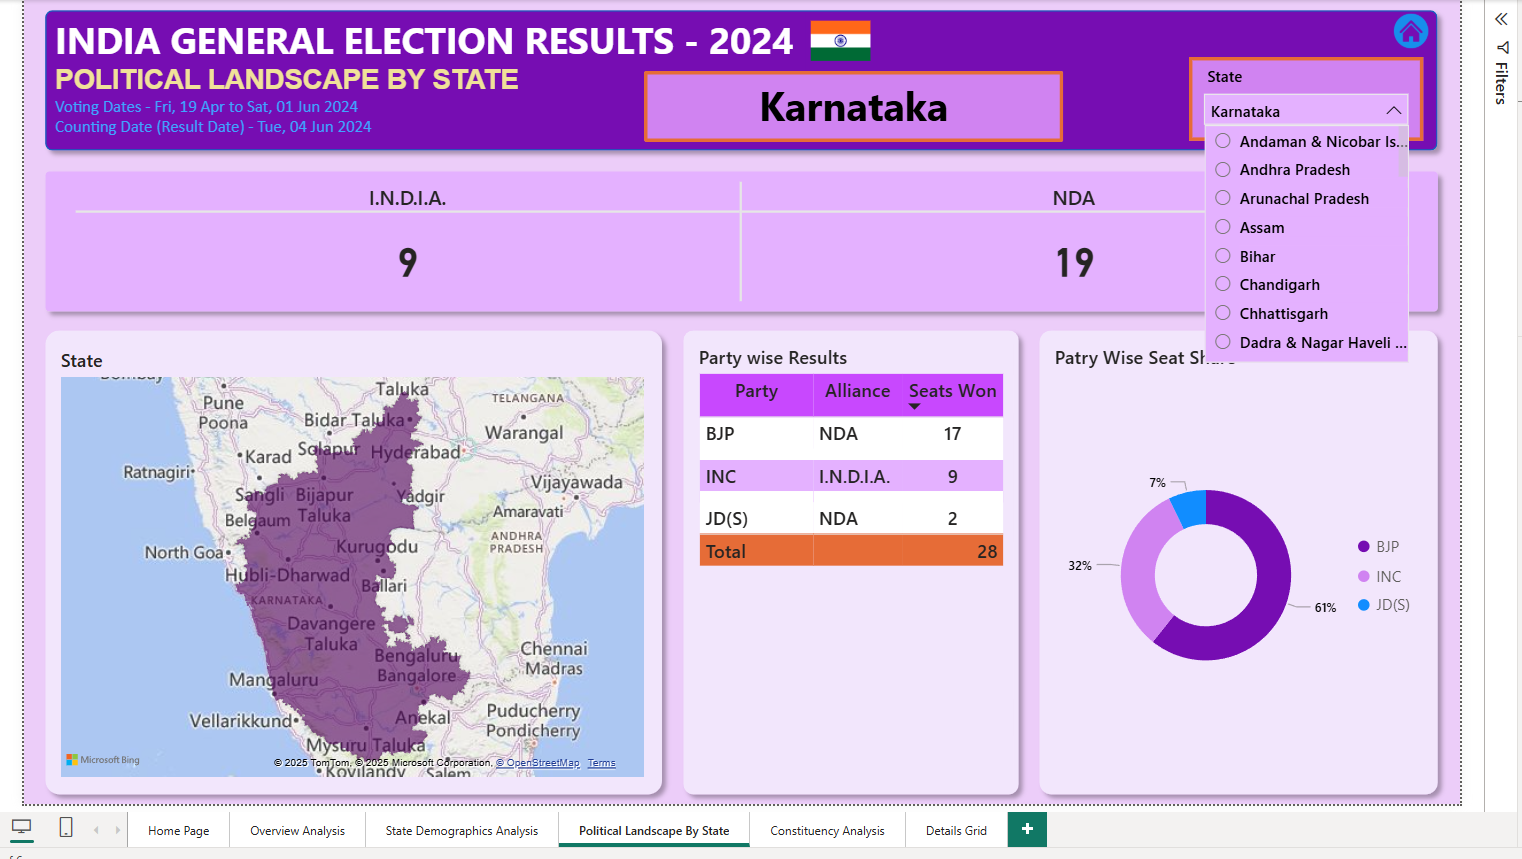 INDIA GENERAL ELECTION RESULTS - 2024
POLITICAL LANDSCAPE BY STATE
Voting Dates - Fri, 19 Apr to Sat, 01 Jun 2024
Counting Date (Result Date) - Tue, 04 Jun 2024
Karnataka
State
Karnataka
Andaman & Nicobar Is...
Andhra Pradesh
Arunachal Pradesh
Assam
Bihar
Chandigarh
Chhattisgarh
Dadra & Nagar Haveli ...
Filters
I.N.D.I.A.
9
NDA
19
State
Bombay
Pune
Poona
Taluka
TELANGANA
Bidar Taluka
Warangal
Karad
Solapur
Hyderabad
Ratnagiri
Sangli
Bijapur
Taluka
Yadgir
Vijayawada
Amaravati
Belgaum
ANDHRA
PRADESH
North Goa
Kurugodu
Hubli-Dharwad
Ballari
KARNATAKA
Davangere
Taluka
Bengaluru
Bangalore
Chennai
Madras
Mangaluru
Vellarikkund
Anekal
Puducherry
Pondicherry
Mysuru Taluka
Koyilandy
Salem
Microsoft Bing
© 2025 TomTom, © 2025 Microsoft Corporation, © OpenStreetMap Terms
Party wise Results
Party Alliance Seats Won
BJP NDA 17
INC I.N.D.I.A. 9
JD(S) NDA 2
Total 28
Patry Wise Seat Share
7%
32%
61%
BJP
INC
JD(S)
Home Page
Overview Analysis
State Demographics Analysis
Political Landscape By State
Constituency Analysis
Details Grid
+